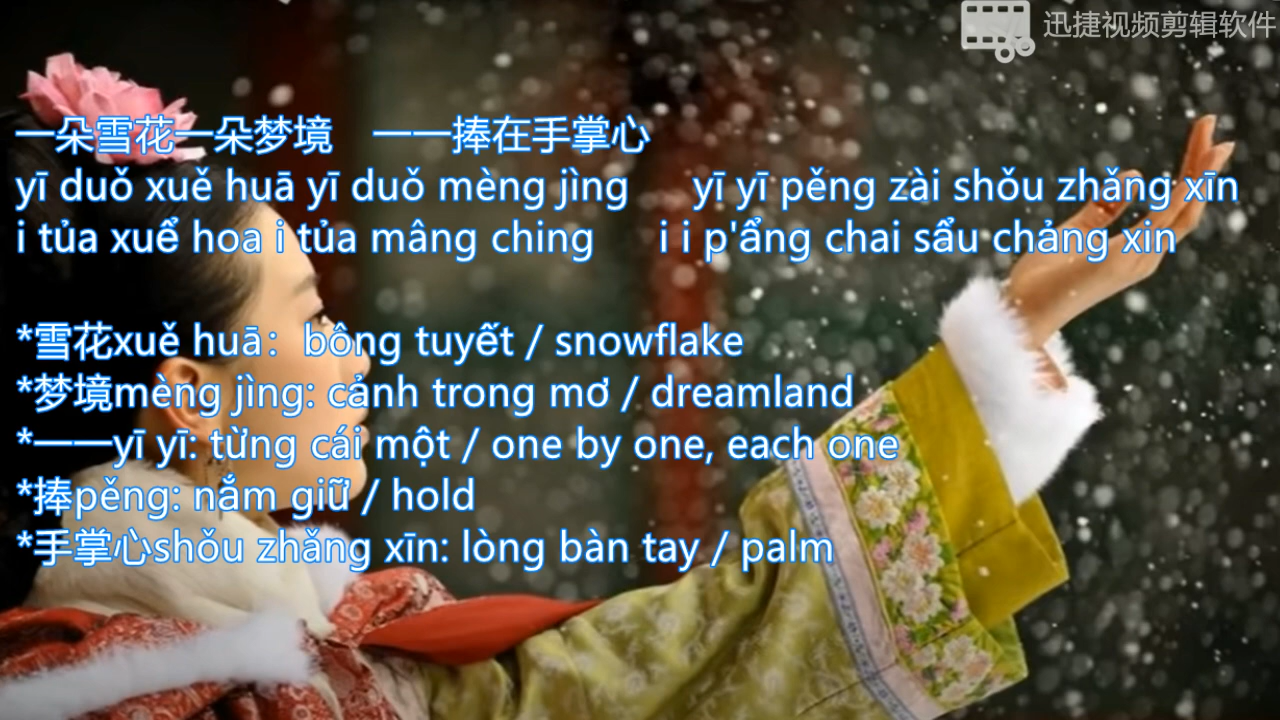 迅捷视频剪辑软件
一朵雪花一朵梦境 一一捧在手掌心
yī duǒ xuě huā yī duǒ mèng jìng yī yī pěng zài shǒu zhǎng xīn
i tủa xuể hoa i tủa mâng ching i i p'ẩng chai sẩu chảng xin
*雪花xuě huā：bông tuyết / snowflake
*梦境mèng jìng: cảnh trong mơ / dreamland
*一一yī yī: từng cái một / one by one, each one
*捧pěng: nắm giữ / hold
*手掌心shǒu zhǎng xīn: lòng bàn tay / palm